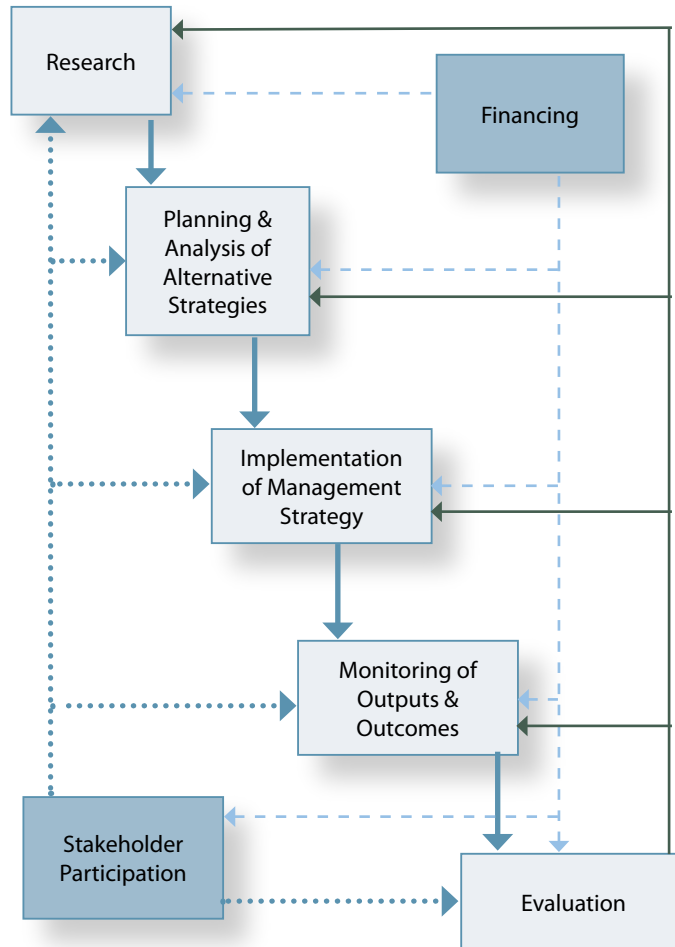 Research
Financing
Planning &
Analysis of
Alternative
Strategies
Implementation
of Management
Strategy
Monitoring of
Outputs &
Outcomes
Stakeholder
Participation
Evaluation